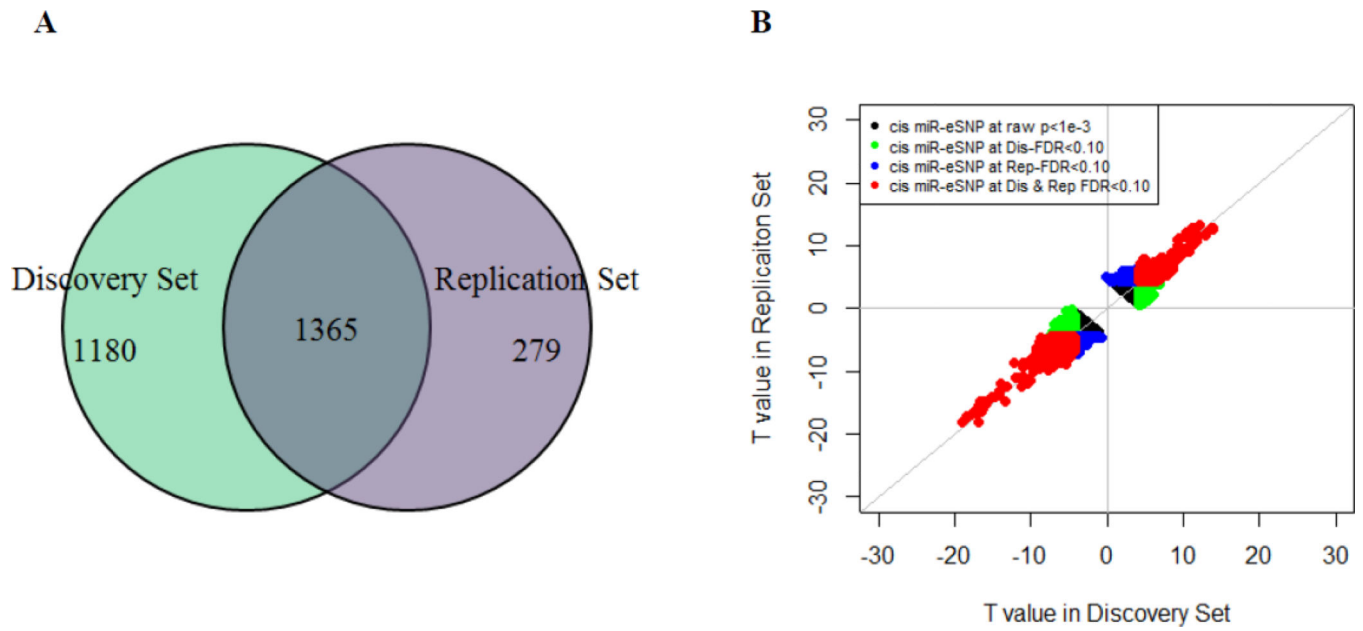 A
Discovery Set
Replication Set
1180
1365
279
B
cis miR-eSNP at raw p<1e-3
cis miR-eSNP at Dis-FDR<0.10
cis miR-eSNP at Rep-FDR<0.10
cis miR-eSNP at Dis & Rep FDR<0.10
T value in Replicaiton Set
30
20
10
0
-10
-20
-30
-30 -20 -10 0 10 20 30
T value in Discovery Set